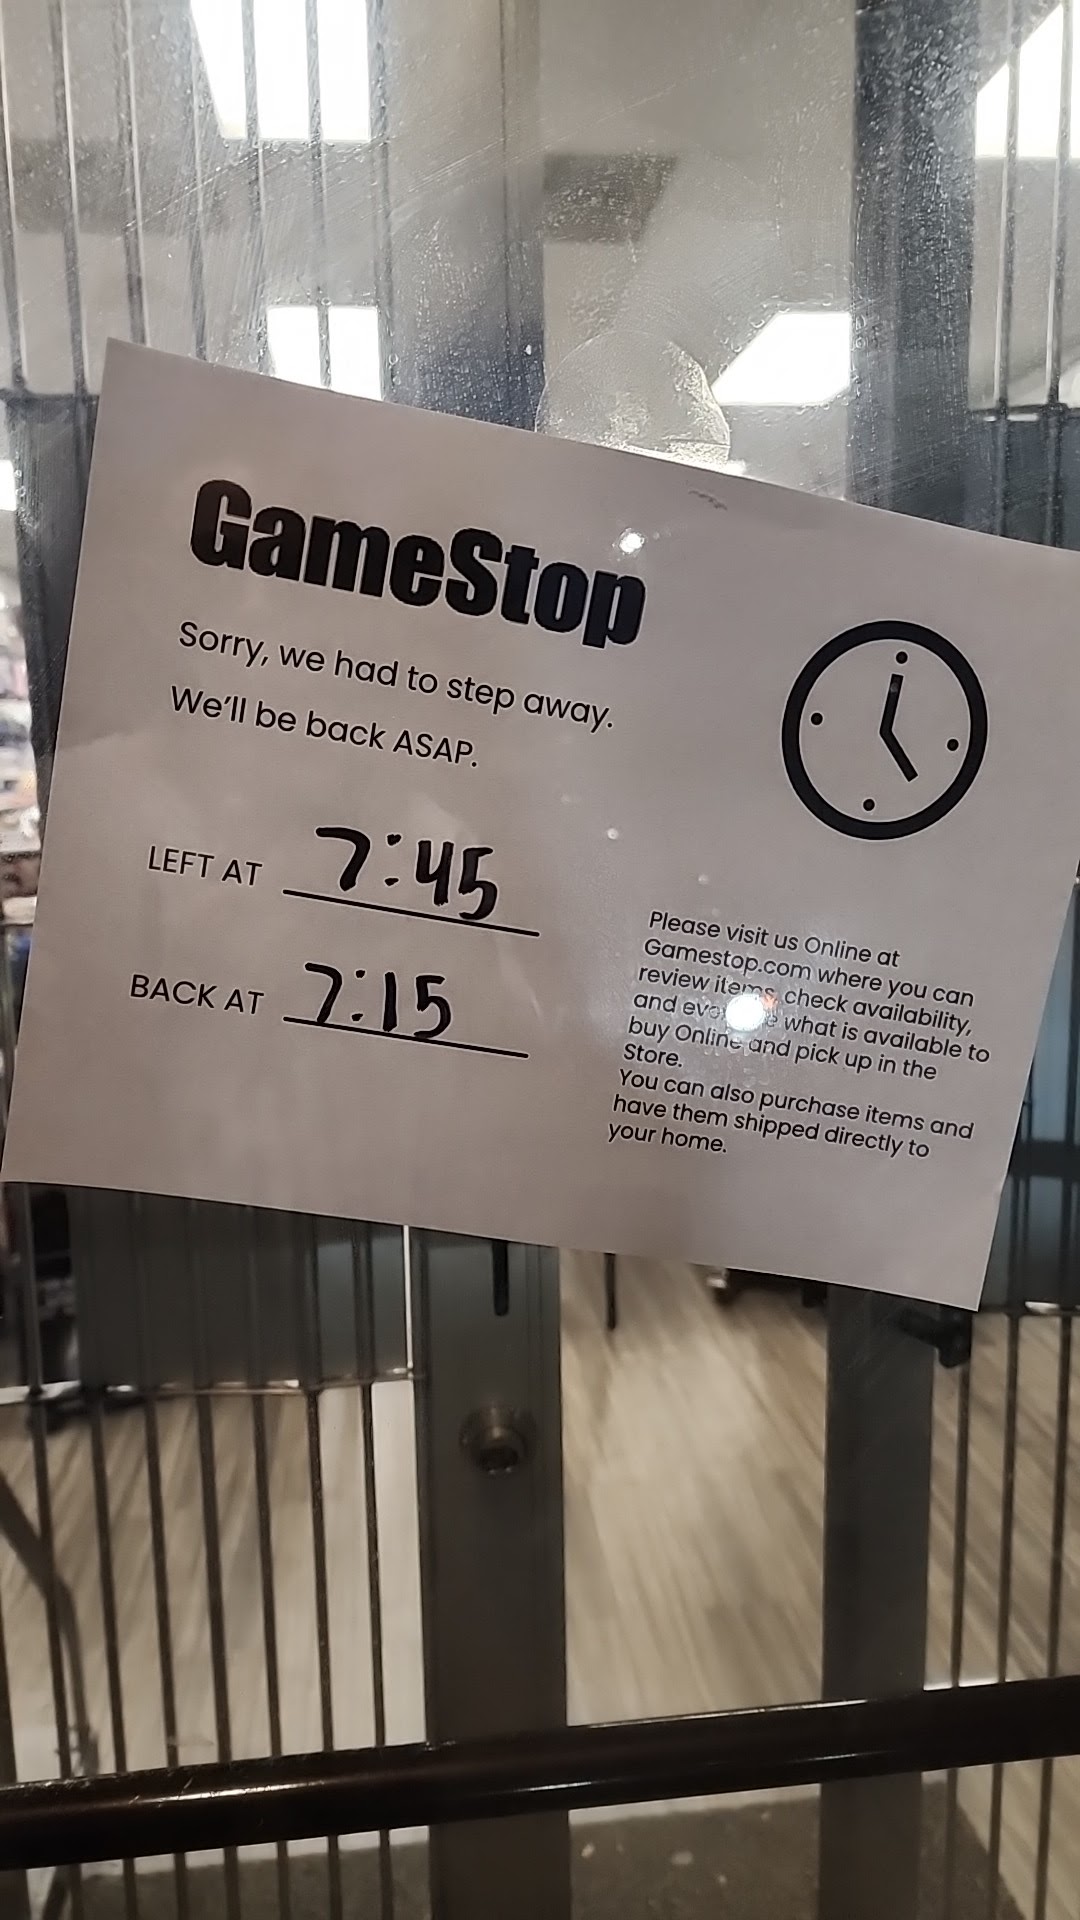 GameStop
Sorry, we had to step away.
We'll be back ASAP.
LEFT AT 7:45
BACK AT 7:15
Please visit us Online at
Gamestop.com where you can
review items, check availability,
and even what is available to
buy Online and pick up in the
Store.
You can also purchase items and
have them shipped directly to
your home.